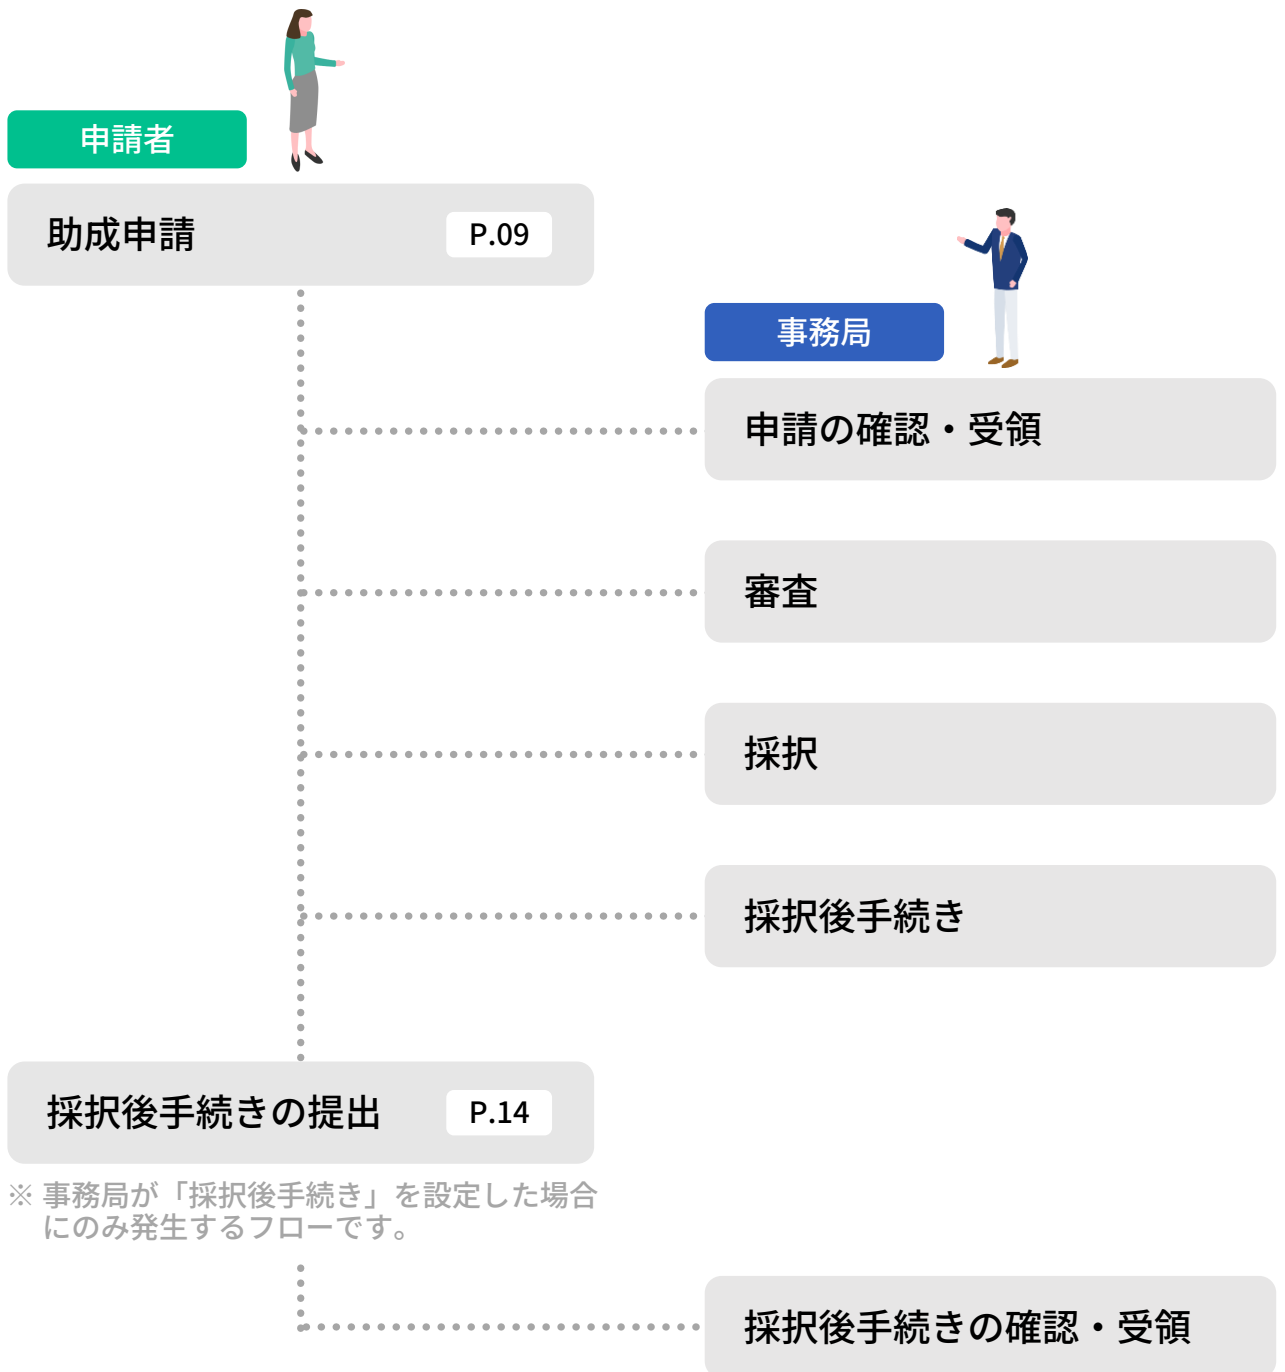 申請者
助成申請
P.09
事務局
申請の確認・受領
審査
採択
採択後手続き
採択後手続きの提出
P.14
※ 事務局が「採択後手続き」を設定した場合
にのみ発生するフローです。
採択後手続きの確認・受領